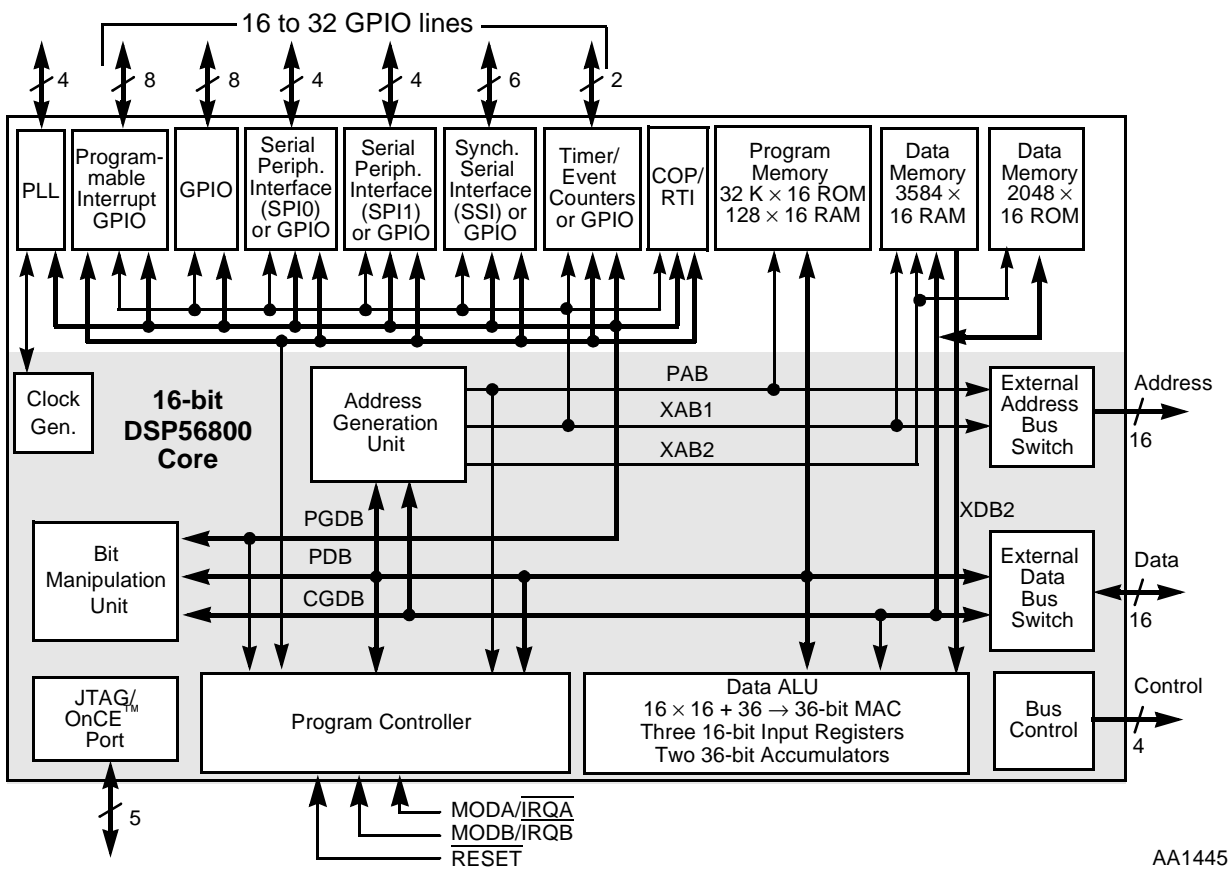 16 to 32 GPIO lines
4
8
8
4
4
6
2
PLL
Program-
mable
Interrupt
GPIO
GPIO
Serial
Periph.
Interface
(SPI0)
or GPIO
Serial
Periph.
Interface
(SPI1)
or GPIO
Synch.
Serial
Interface
(SSI) or
GPIO
Timer/
Event
Counters
or GPIO
COP/
RTI
Program
Memory
32 K × 16 ROM
128 × 16 RAM
Data
Memory
3584 ×
16 RAM
Data
Memory
2048 ×
16 ROM
Clock
Gen.
16-bit
DSP56800
Core
Address
Generation
Unit
PAB
XAB1
XAB2
External
Address
Bus
Switch
Address
16
XDB2
PGDB
PDB
CGDB
Bit
Manipulation
Unit
External
Data
Bus
Switch
Data
16
JTAG/
OnCE™
Port
Program Controller
Data ALU
16 × 16 + 36 → 36-bit MAC
Three 16-bit Input Registers
Two 36-bit Accumulators
Bus
Control
Control
4
5
MODA/IRQA
MODB/IRQB
RESET
AA1445